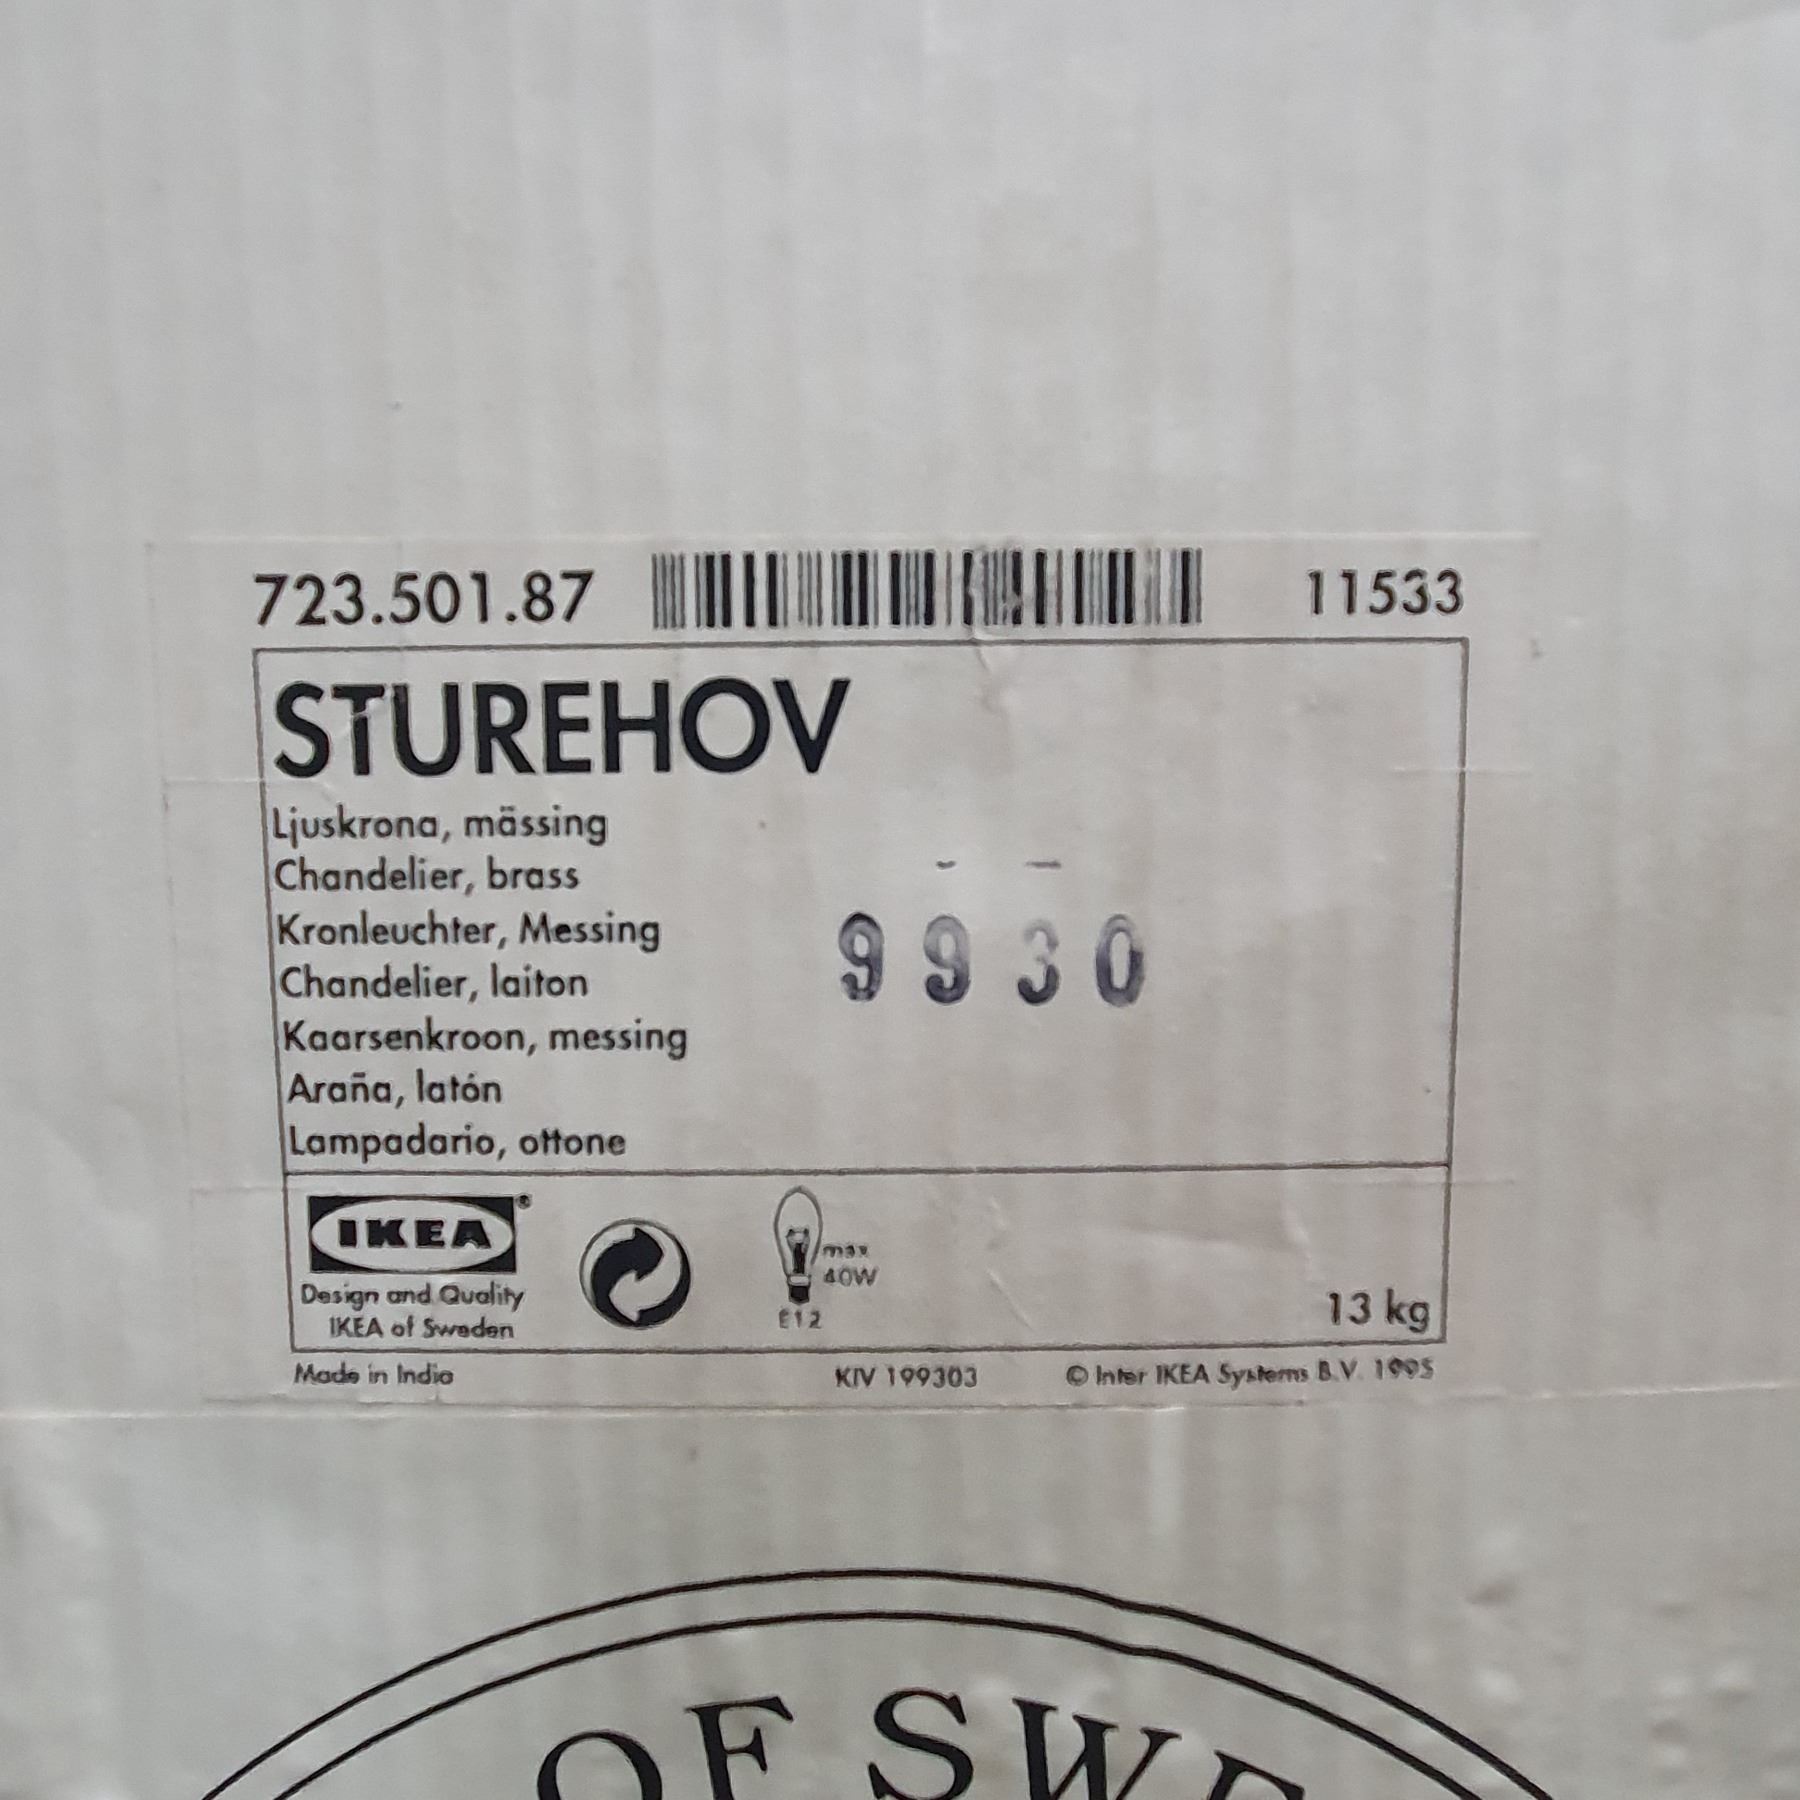 723.501.87 11533
STUREHOV
Ljuskrona, mässing
Chandelier, brass
Kronleuchter, Messing
Chandelier, laiton
Kaarsenkroon, messing
Araña, latón
Lampadario, ottone
9930
IKEA®
Design and Quality
IKEA of Sweden
max
40W
E12
13 kg
Made in India KIV 199303 © Inter IKEA Systems B.V. 1995
OF SWE